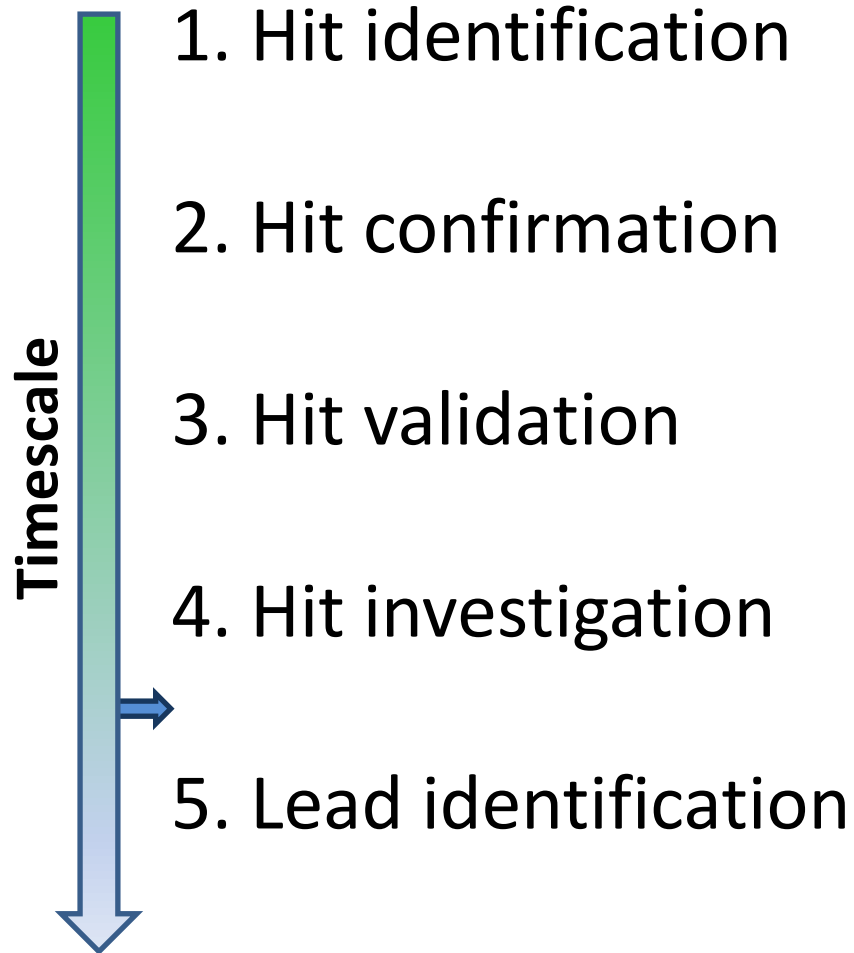 Timescale
1. Hit identification
2. Hit confirmation
3. Hit validation
4. Hit investigation
5. Lead identification